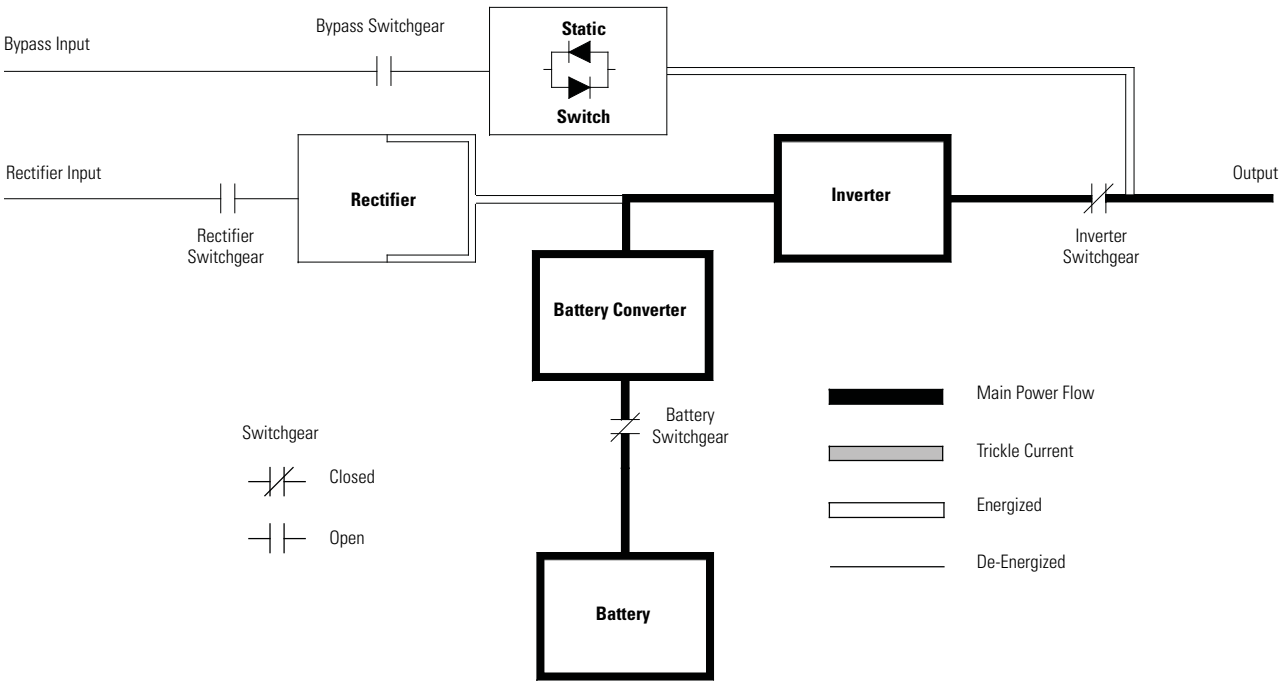 Bypass Input
Bypass Switchgear
Static
Switch
Rectifier Input
Rectifier
Switchgear
Rectifier
Inverter
Inverter
Switchgear
Output
Battery Converter
Battery
Switchgear
Battery
Switchgear
Closed
Open
Main Power Flow
Trickle Current
Energized
De-Energized